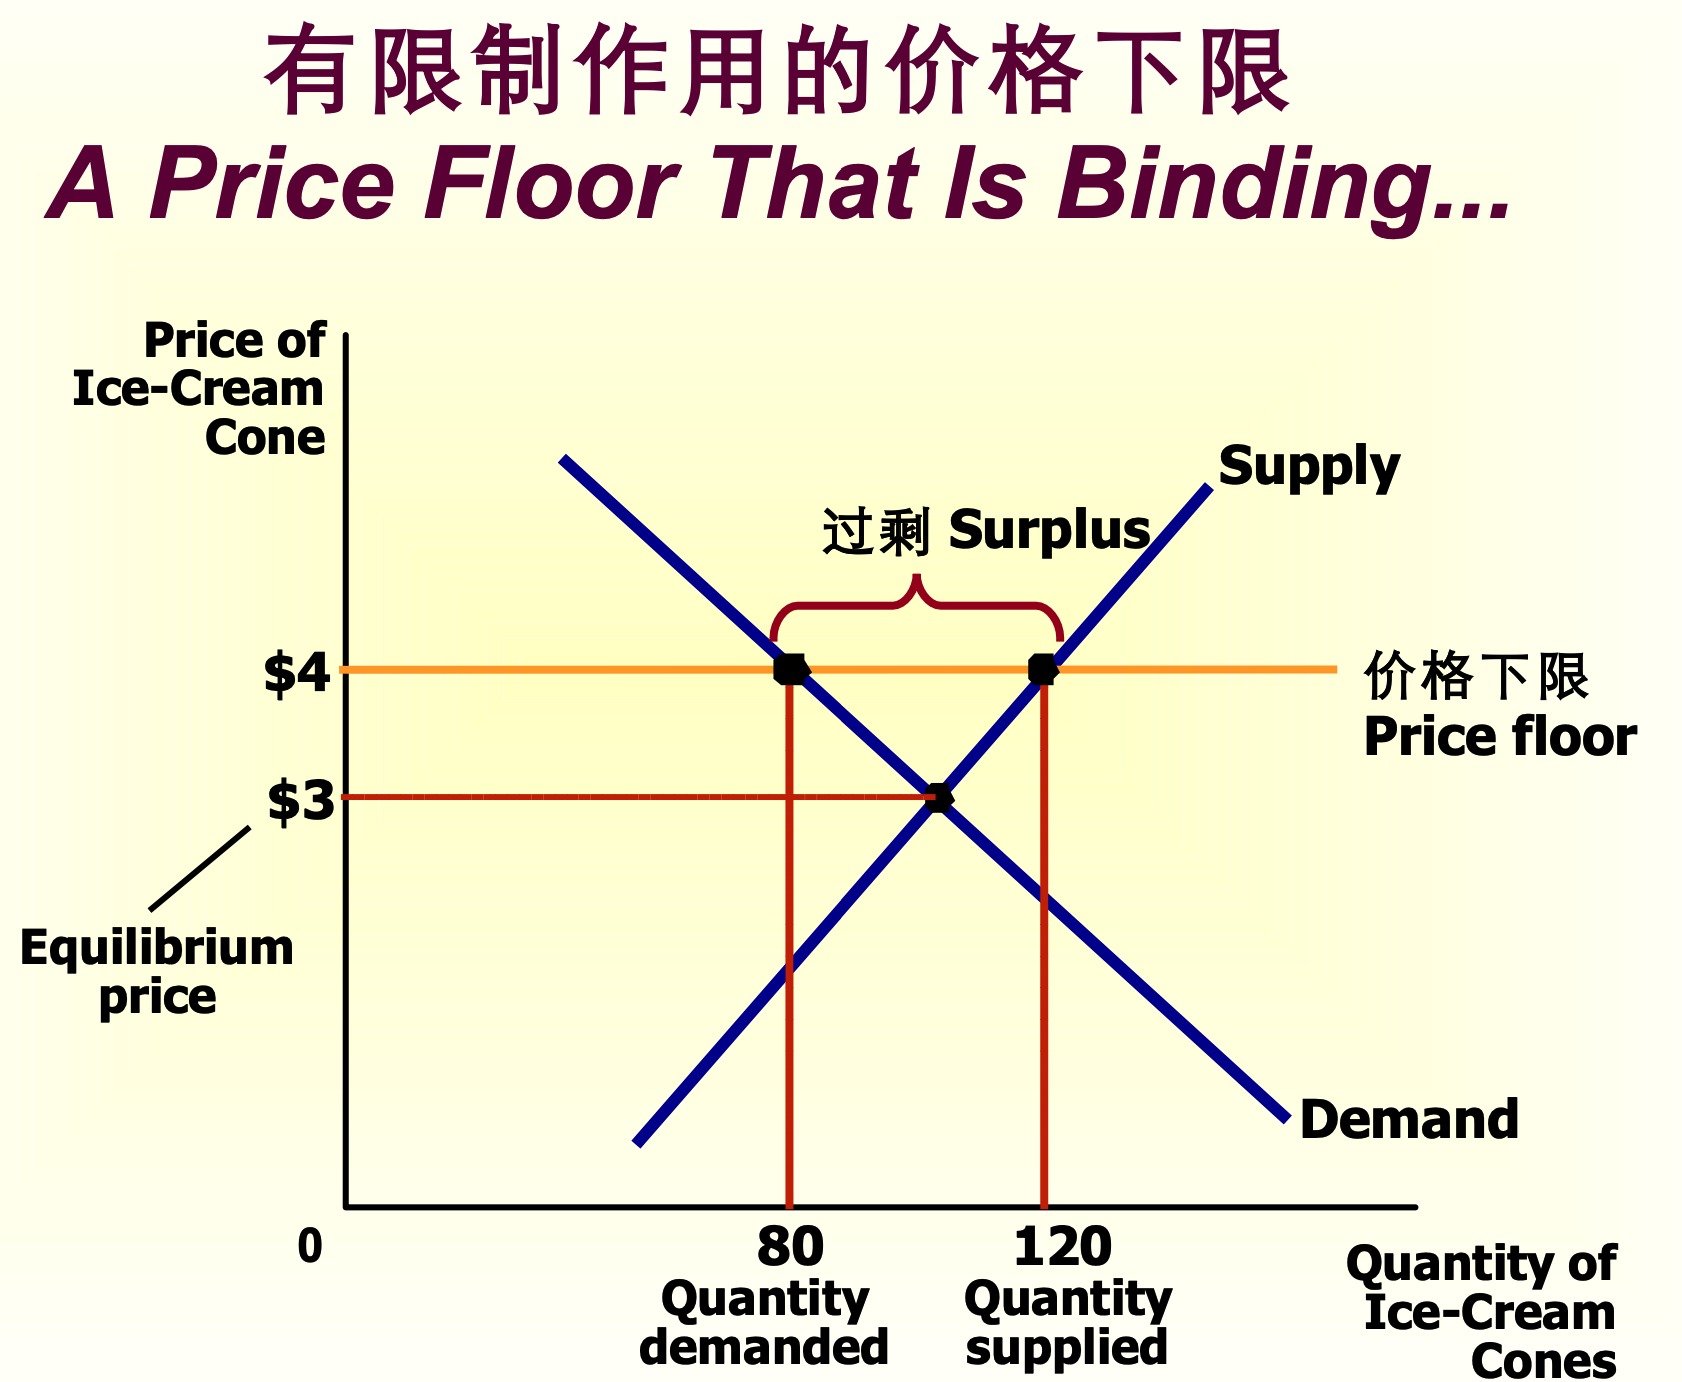 有限制作用的价格下限
A Price Floor That Is Binding...
Price of
Ice-Cream
Cone
Supply
过剩 Surplus
$4
价格下限
Price floor
$3
Equilibrium
price
Demand
0
80
Quantity
demanded
120
Quantity
supplied
Quantity of
Ice-Cream
Cones